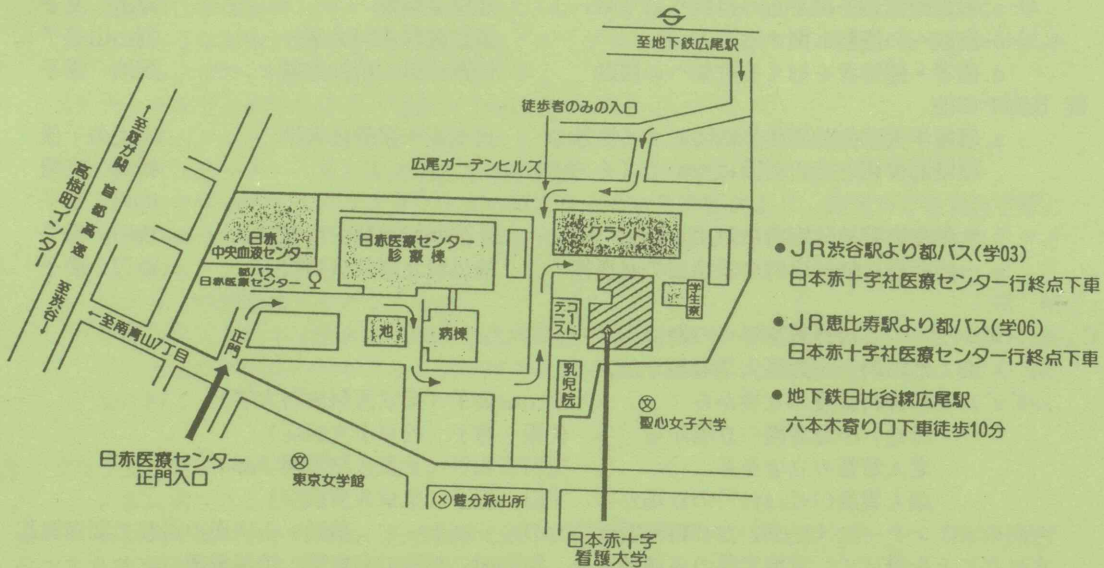 至地下鉄広尾駅
徒歩者のみの入口
広尾ガーデンヒルズ
←至霞が関 首都高速 至渋谷→
高樹町インター
日赤
中央血液センター
都バス
日赤医療センター
日赤医療センター
診療棟
グランド
学生寮
テニス
コート
池
病棟
乳児院
正門
←至南青山7丁目
日赤医療センター
正門入口
文
東京女学館
豊分派出所
文
聖心女子大学
日本赤十字
看護大学
●JR渋谷駅より都バス(学03)
日本赤十字社医療センター行終点下車
●JR恵比寿駅より都バス(学06)
日本赤十字社医療センター行終点下車
●地下鉄日比谷線広尾駅
六本木寄り口下車徒歩10分